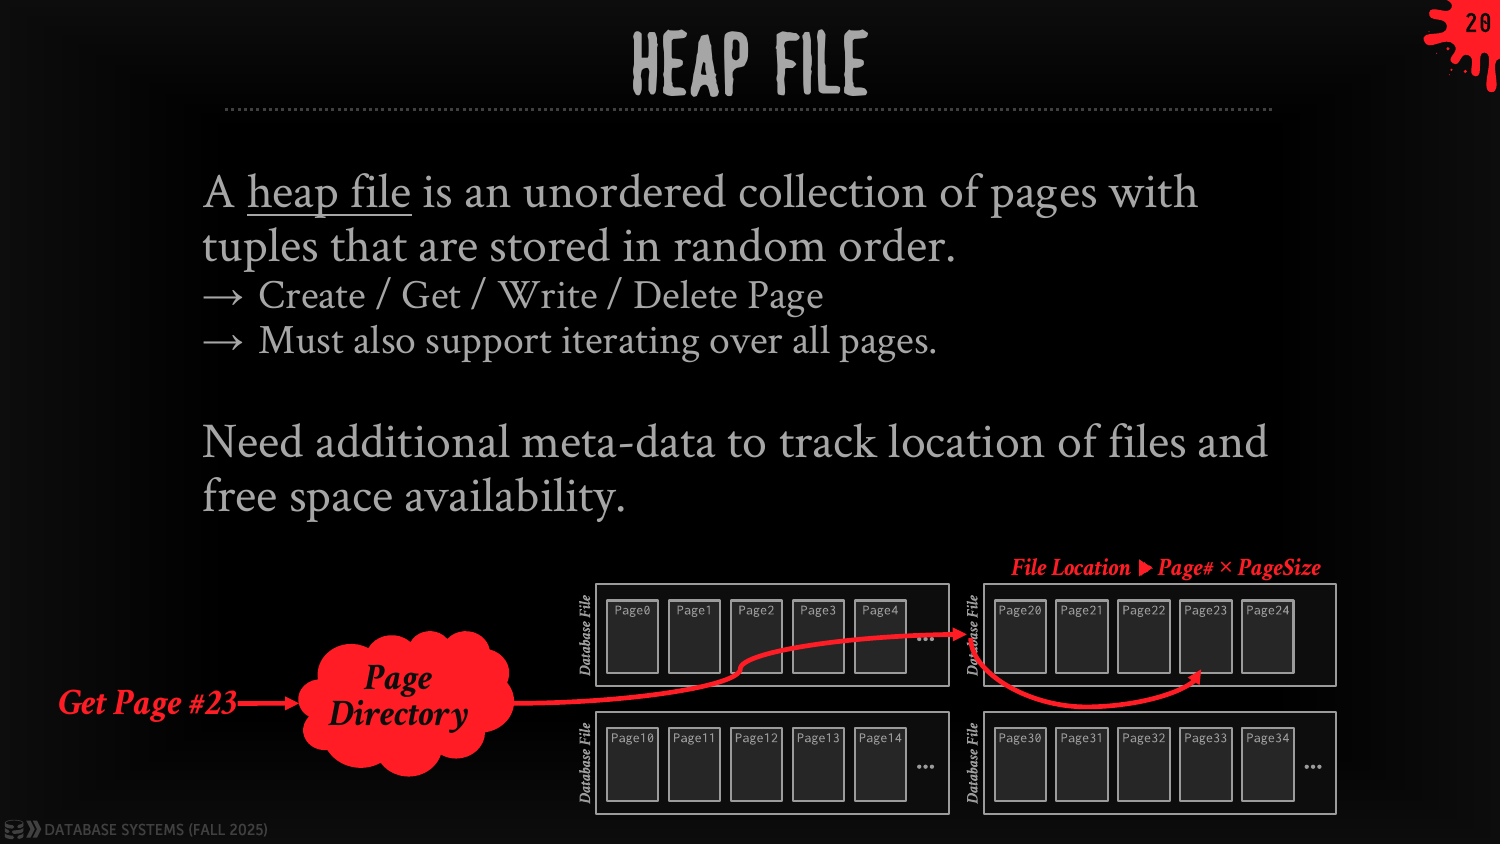 20
HEAP FILE
A heap file is an unordered collection of pages with
tuples that are stored in random order.
→ Create / Get / Write / Delete Page
→ Must also support iterating over all pages.
Need additional meta-data to track location of files and
free space availability.
File Location ▶ Page# × PageSize
Get Page #23
Page
Directory
Database File
Page0 Page1 Page2 Page3 Page4 ...
Database File
Page20 Page21 Page22 Page23 Page24
Database File
Page10 Page11 Page12 Page13 Page14 ...
Database File
Page30 Page31 Page32 Page33 Page34 ...
DATABASE SYSTEMS (FALL 2025)